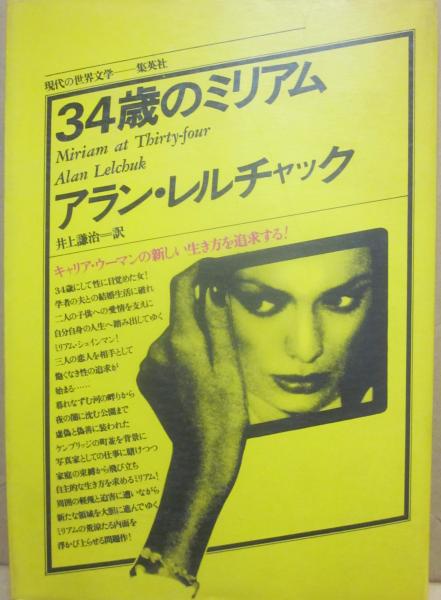 現代の世界文学——集英社
34歳のミリアム
Miriam at Thirty-four
Alan Lelchuk
アラン・レルチャック
井上謙治=訳
キャリア・ウーマンの新しい生き方を追求する!
34歳にして性に目覚めた女!
学者の夫との結婚生活に破れ
二人の子供への愛情を支えに
自分自身の人生へ踏み出してゆく
ミリアム・シェインマン!
三人の恋人を相手として
飽くなき性の追求が
始まる……
暮れなずむ河の畔りから
夜の闇に沈む公園まで
虚偽と偽善に装われた
ケンブリッジの町並を背景に
写真家としての仕事に賭けつつ
家庭の束縛から飛び立ち
自主的な生き方を求めるミリアム!
周囲の軽蔑と迫害に遭いながら
新たな領域を大胆に進んでゆく
ミリアムの荒涼たる内面を
浮かび上らせる問題作!